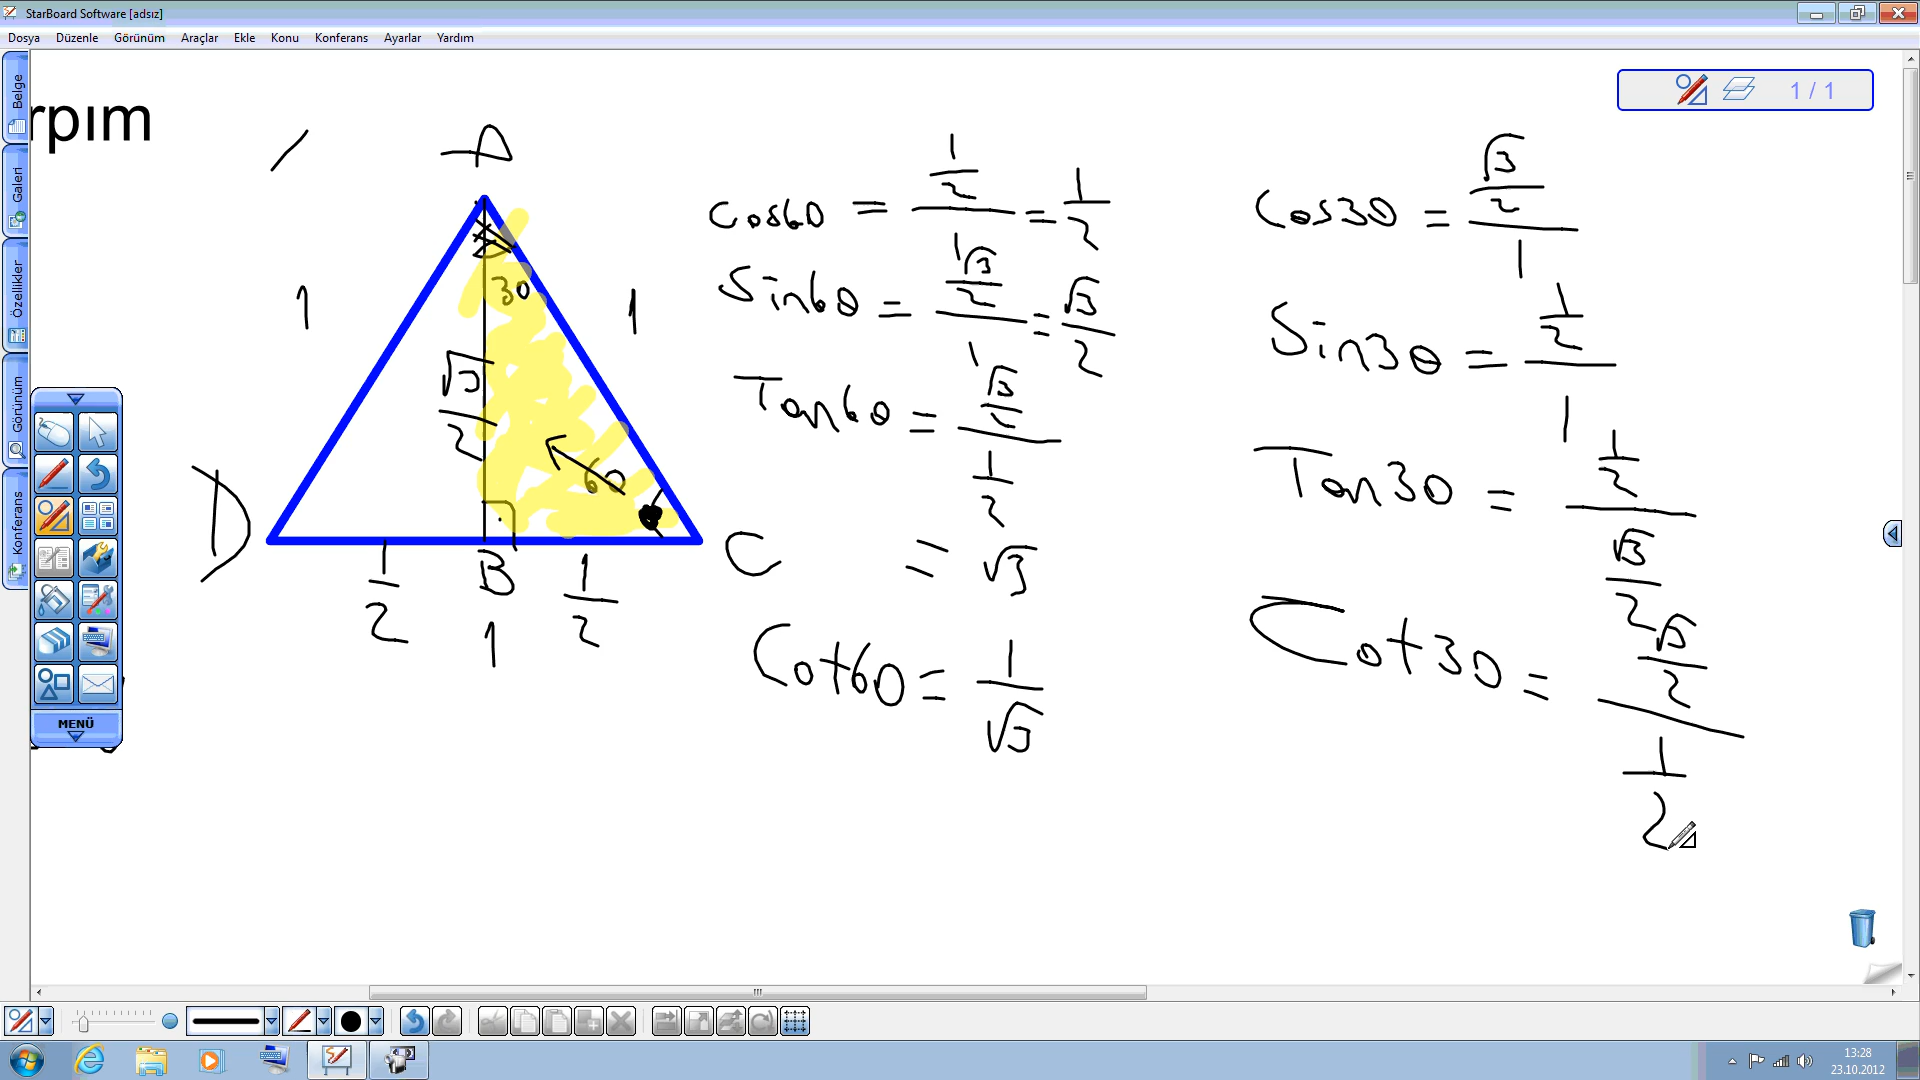 StarBoard Software [adsız]
Dosya Düzenle Görünüm Araçlar Ekle Konu Konferans Ayarlar Yardım
Belge
Galeri
Özellikler
Görünüm
Konferans
1 / 1
rpım
A
1
1
30
√3/2
60
D
B
C
1/2
1/2
1
Cos60 = (1/2)/1 = 1/2
Sin60 = (√3/2)/1 = √3/2
Tan60 = (√3/2)/(1/2)
= √3
Cot60 = 1/√3
Cos30 = (√3/2)/1
Sin30 = (1/2)/1
Tan30 = (1/2)/(√3/2)
Cot30 = (√3/2)/(1/2)
MENÜ
13:28
23.10.2012